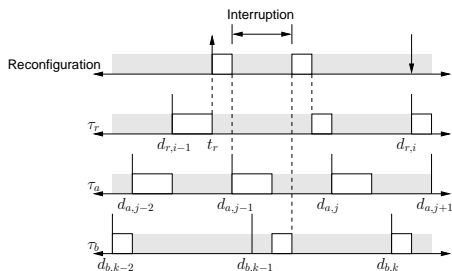 Interruption
Reconfiguration
τ_r
d_{r,i−1} t_r d_{r,i}
τ_a
d_{a,j−2} d_{a,j−1} d_{a,j} d_{a,j+1}
τ_b
d_{b.k−2} d_{b.k−1} d_{b.k}